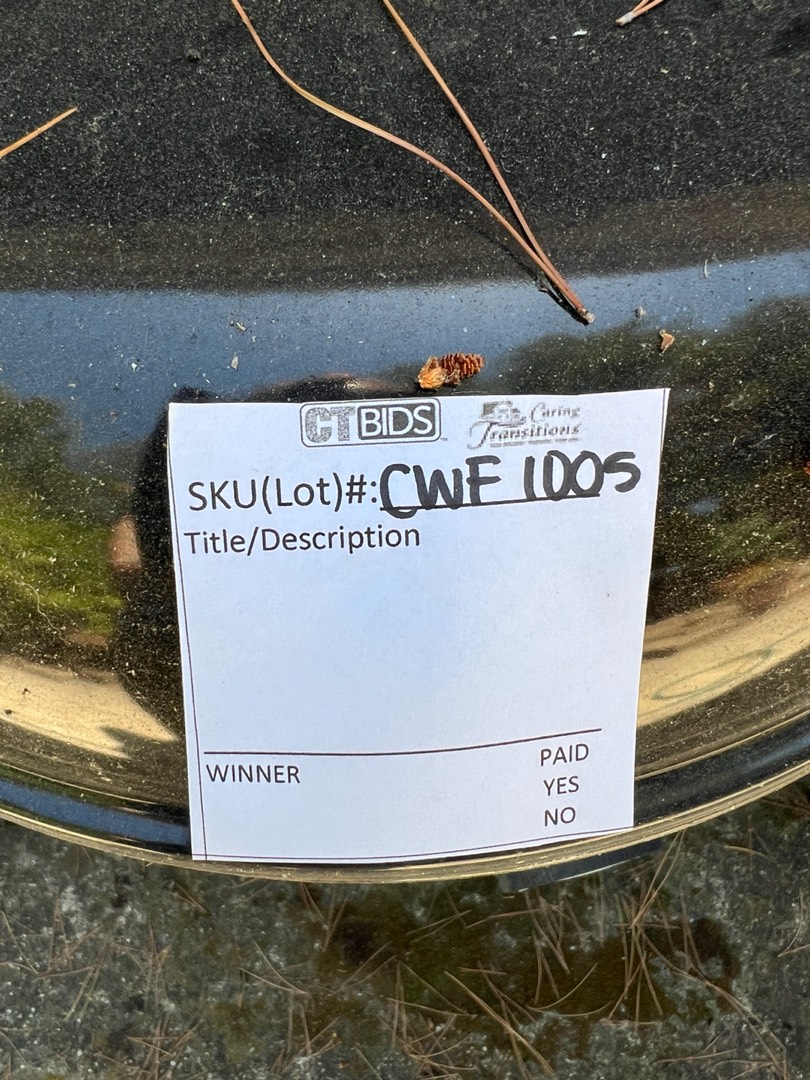 CTBIDS Caring Transitions
SKU(Lot)#: CWF 1005
Title/Description
WINNER PAID
YES
NO